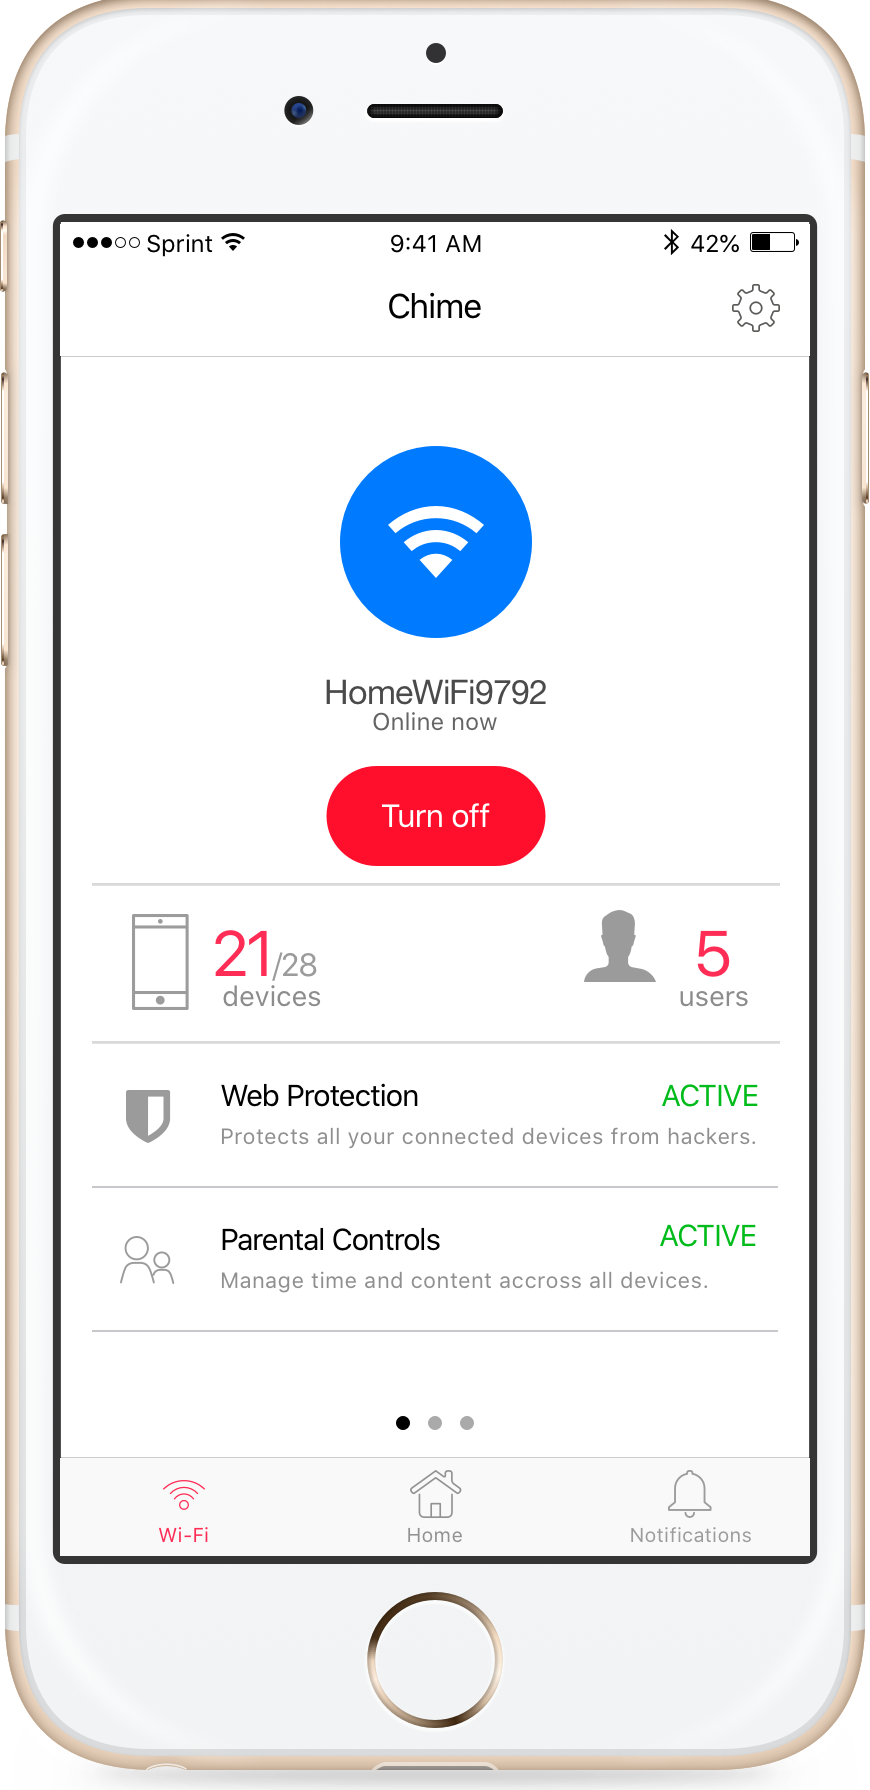 Sprint 9:41 AM 42%
Chime
HomeWiFi9792
Online now
Turn off
21/28
devices
5
users
Web Protection ACTIVE
Protects all your connected devices from hackers.
Parental Controls ACTIVE
Manage time and content accross all devices.
Wi-Fi Home Notifications